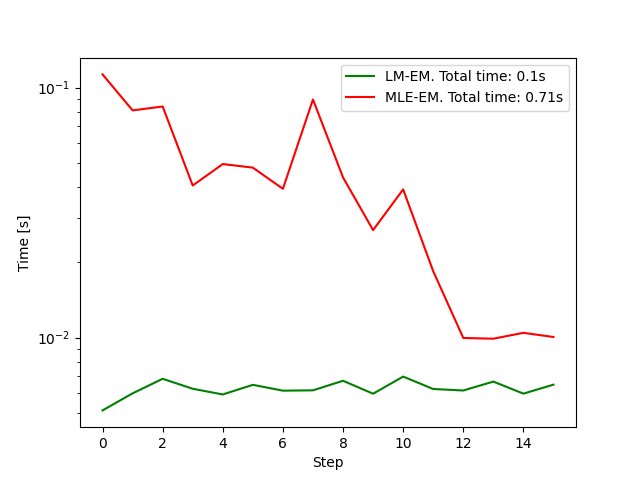 LM-EM. Total time: 0.1s
MLE-EM. Total time: 0.71s
10⁻¹
10⁻²
Time [s]
0 2 4 6 8 10 12 14
Step